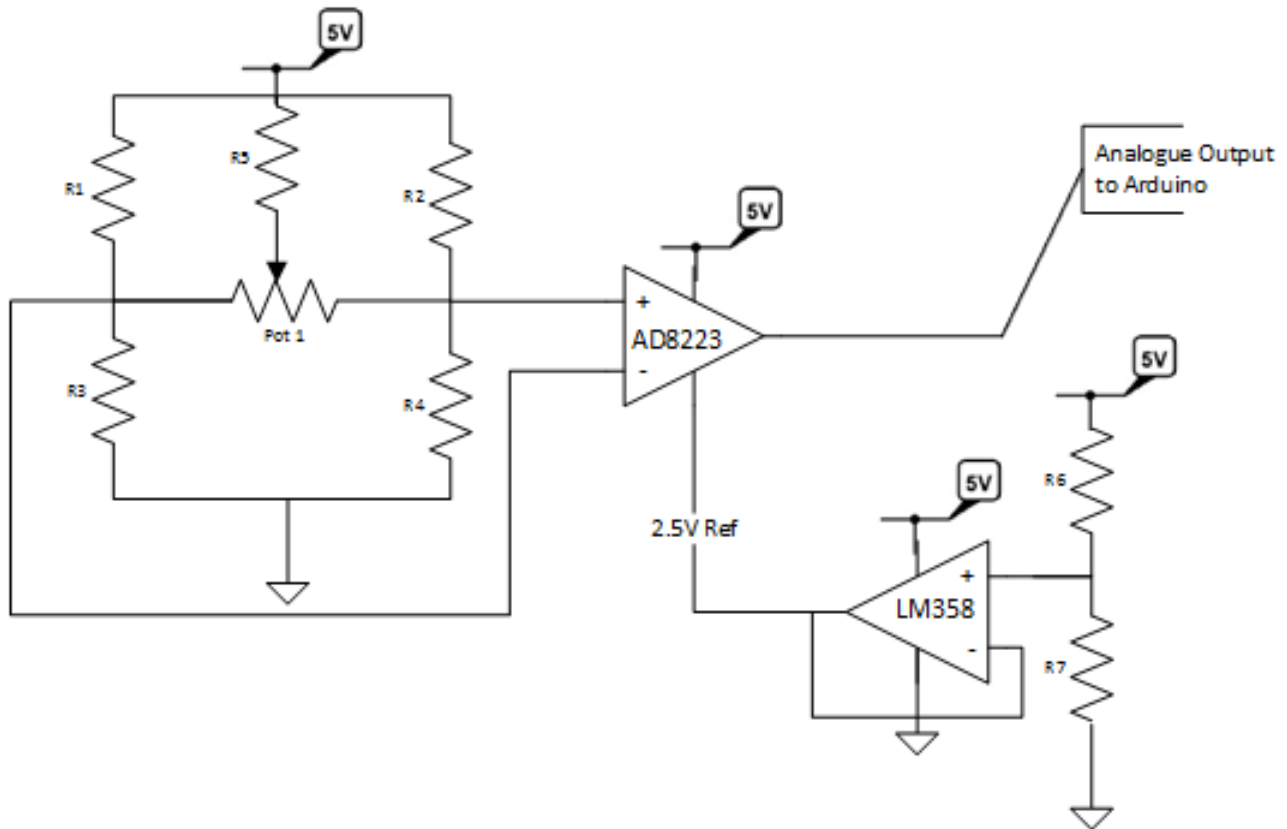 5V
R1
R5
R2
Pot 1
R3
R4
5V
+
AD8223
-
Analogue Output
to Arduino
2.5V Ref
5V
+
LM358
-
5V
R6
R7